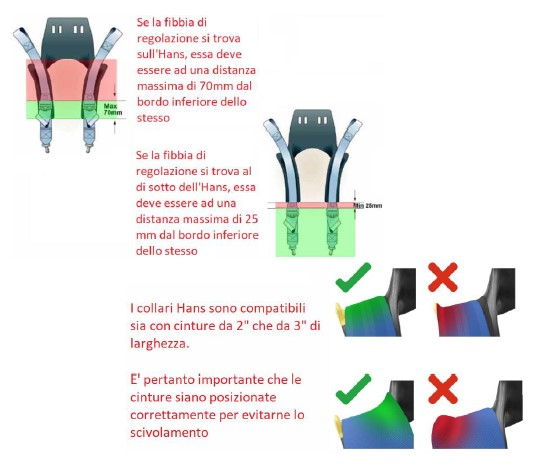 Se la fibbia di
regolazione si trova
sull'Hans, essa deve
essere ad una distanza
massima di 70mm dal
bordo inferiore dello
stesso
Max
70mm
Se la fibbia di
regolazione si trova al
di sotto dell'Hans, essa
deve essere ad una
distanza massima di 25
mm dal bordo inferiore
dello stesso
Min 25mm
I collari Hans sono compatibili
sia con cinture da 2" che da 3" di
larghezza.
E' pertanto importante che le
cinture siano posizionate
correttamente per evitarne lo
scivolamento